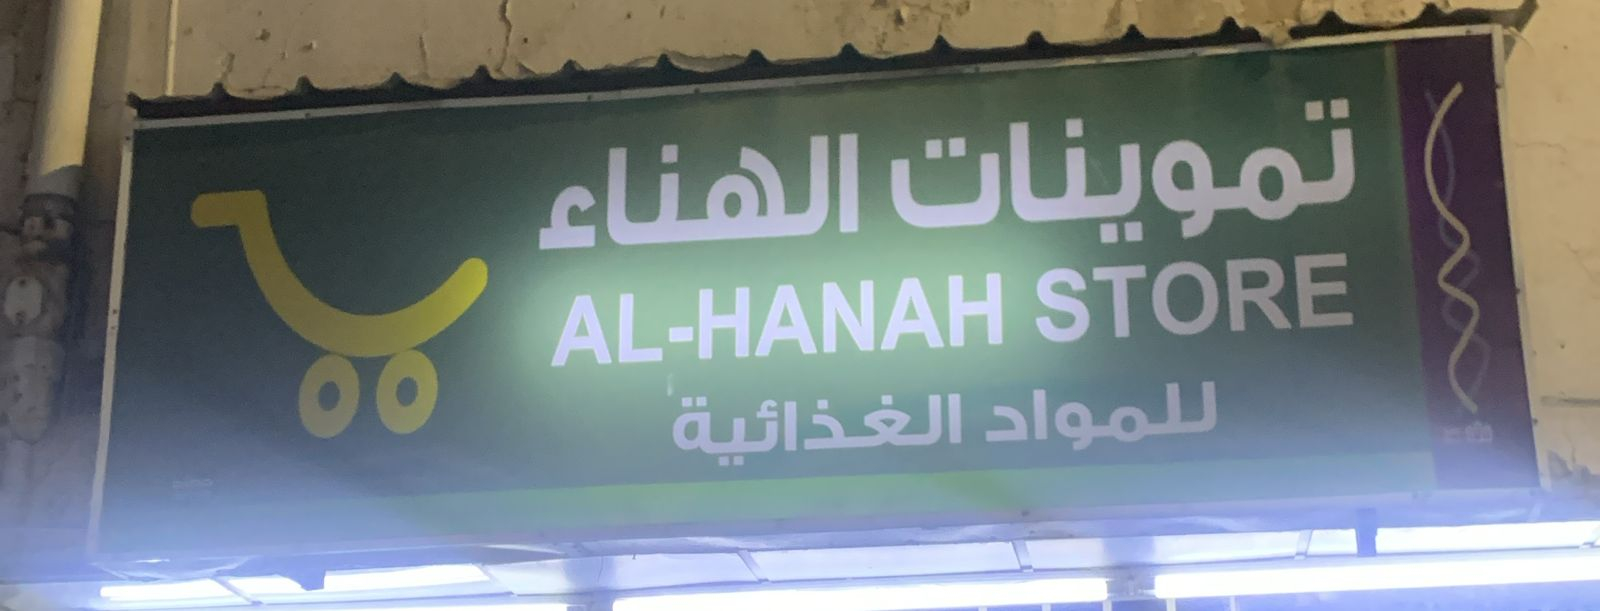 تموينات الهناء
AL-HANAH STORE
للمواد الغذائية